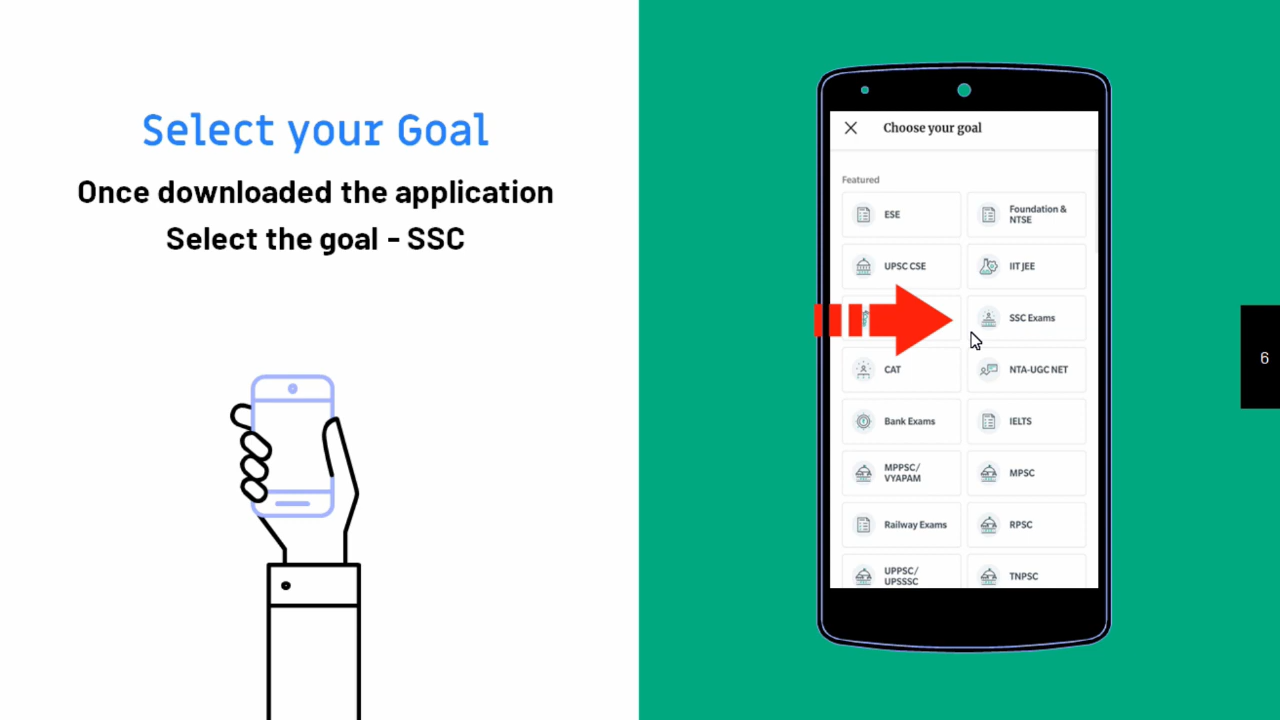 Select your Goal
Once downloaded the application
Select the goal - SSC
Choose your goal
Featured
ESE
Foundation &
NTSE
UPSC CSE
IIT JEE
SSC Exams
CAT
NTA-UGC NET
Bank Exams
IELTS
MPPSC/
VYAPAM
MPSC
Railway Exams
RPSC
UPPSC/
UPSSSC
TNPSC
6